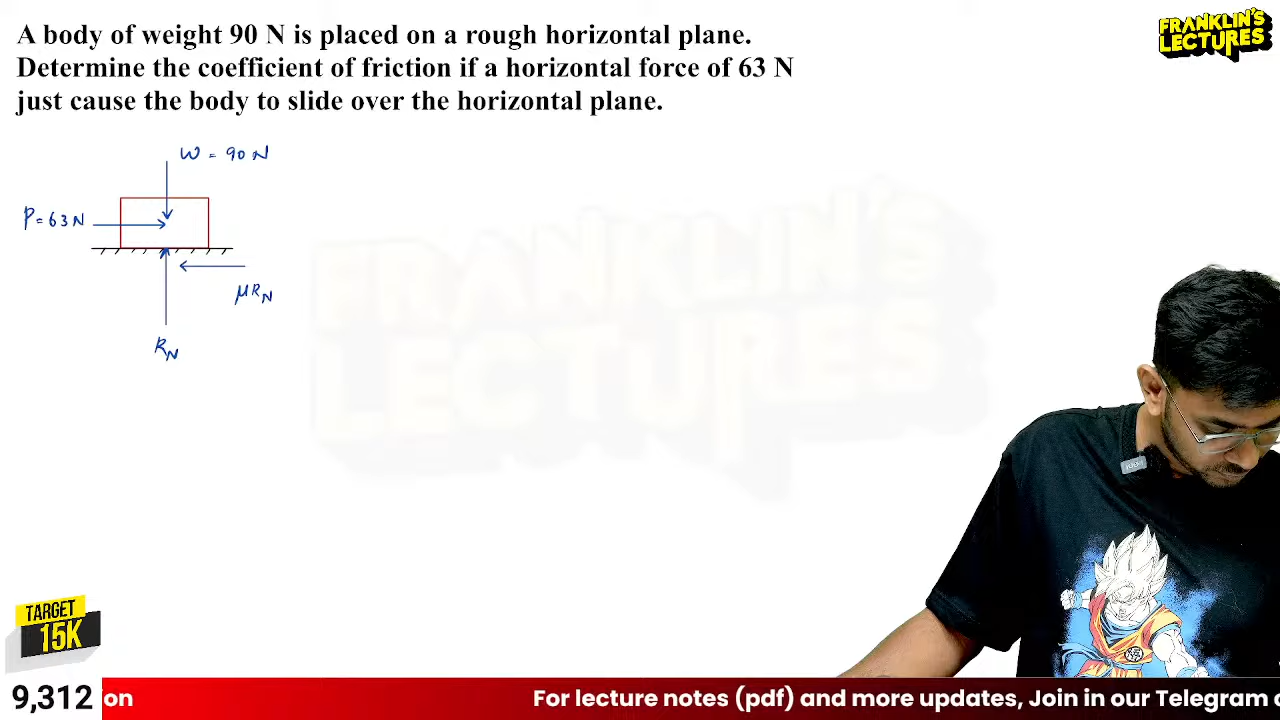 A body of weight 90 N is placed on a rough horizontal plane.
Determine the coefficient of friction if a horizontal force of 63 N
just cause the body to slide over the horizontal plane.
FRANKLIN'S
LECTURES
W = 90 N
P = 63 N
μRN
RN
FRANKLIN'S
LECTURES
TARGET
15K
9,312
on
For lecture notes (pdf) and more updates, Join in our Telegram